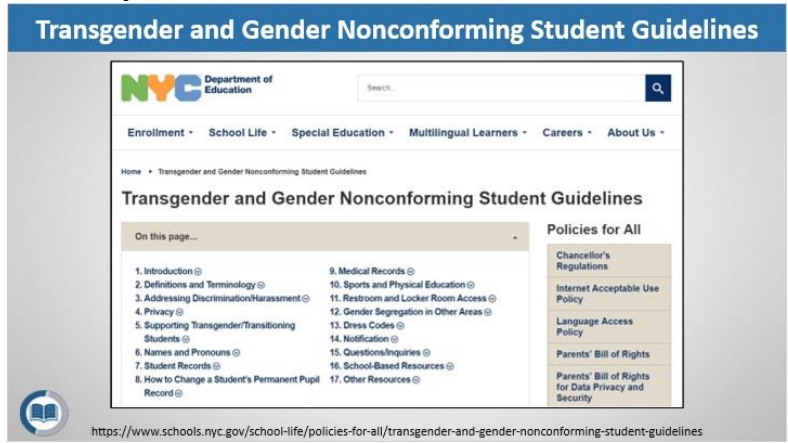 Transgender and Gender Nonconforming Student Guidelines
NYC Department of
Education
Search..
Enrollment School Life Special Education Multilingual Learners Careers About Us
Home Transgender and Gender Nonconforming Student Guidelines
Transgender and Gender Nonconforming Student Guidelines
On this page...
1. Introduction
2. Definitions and Terminology
3. Addressing Discrimination/Harassment
4. Privacy
5. Supporting Transgender/Transitioning
Students
6. Names and Pronouns
7. Student Records
8. How to Change a Student's Permanent Pupil
Record
9. Medical Records
10. Sports and Physical Education
11. Restroom and Locker Room Access
12. Gender Segregation in Other Areas
13. Dress Codes
14. Notification
15. Questions/Inquiries
16. School-Based Resources
17. Other Resources
Policies for All
Chancellor's
Regulations
Internet Acceptable Use
Policy
Language Access
Policy
Parents' Bill of Rights
Parents' Bill of Rights
for Data Privacy and
Security
https://www.schools.nyc.gov/school-life/policies-for-all/transgender-and-gender-nonconforming-student-guidelines